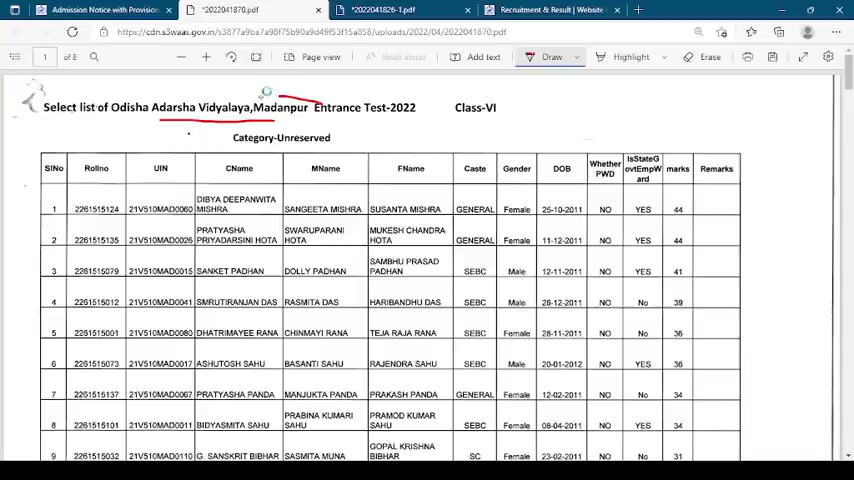 Admission Notice with Provision
*2022041870.pdf
*2022041826-1.pdf
Recruitment & Result | Website
https://cdn.s3waas.gov.in/s3877a9ba7a98f75b90a9d49f53f15a858/uploads/2022/04/2022041870.pdf
1 of 8 Page view Add text Draw Highlight Erase
Select list of Odisha Adarsha Vidyalaya,Madanpur Entrance Test-2022 Class-VI
Category-Unreserved
SlNo Rollno UIN CName MName FName Caste Gender DOB Whether PWD IsStateGovtEmpWard marks Remarks
1 2261515124 21V510MAD0060 DIBYA DEEPANWITA MISHRA SANGEETA MISHRA SUSANTA MISHRA GENERAL Female 25-10-2011 NO YES 44
2 2261515135 21V510MAD0026 PRATYASHA PRIYADARSINI HOTA SWARUPARANI HOTA MUKESH CHANDRA HOTA GENERAL Female 11-12-2011 NO YES 44
3 2261515079 21V510MAD0015 SANKET PADHAN DOLLY PADHAN SAMBHU PRASAD PADHAN SEBC Male 12-11-2011 NO YES 41
4 2261515012 21V510MAD0041 SMRUTIRANJAN DAS RASMITA DAS HARIBANDHU DAS SEBC Male 28-12-2011 NO No 39
5 2261515001 21V510MAD0080 DHATRIMAYEE RANA CHINMAYI RANA TEJA RAJA RANA SEBC Female 28-11-2011 NO No 36
6 2261515073 21V510MAD0017 ASHUTOSH SAHU BASANTI SAHU RAJENDRA SAHU SEBC Male 20-01-2012 NO YES 36
7 2261515137 21V510MAD0067 PRATYASHA PANDA MANJUKTA PANDA PRAKASH PANDA GENERAL Female 12-02-2011 NO No 34
8 2261515101 21V510MAD0011 BIDYASMITA SAHU PRABINA KUMARI SAHU PRAMOD KUMAR SAHU SEBC Female 08-04-2011 NO YES 34
9 2261515032 21V510MAD0110 G. SANSKRIT BIBHAR SASMITA MUNA GOPAL KRISHNA BIBHAR SC Female 23-02-2011 NO No 31